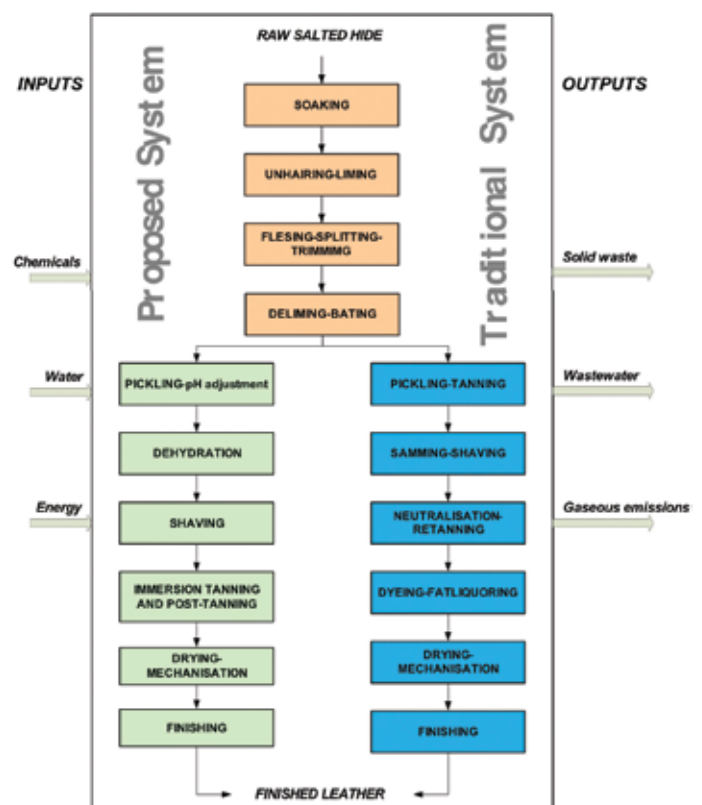 RAW SALTED HIDE
INPUTS
OUTPUTS
Proposed System
Traditional System
SOAKING
UNHAIRING-LIMING
FLESING-SPLITTING-
TRIMMIMG
Chemicals
Solid waste
DELIMING-BATING
Water
PICKLING-pH adjustment
PICKLING-TANNING
Wastewater
DEHYDRATION
SAMMING-SHAVING
Energy
SHAVING
NEUTRALISATION-
RETANNING
Gaseous emissions
IMMERSION TANNING
AND POST-TANNING
DYEING-FATLIQUORING
DRYING-
MECHANISATION
DRYING-
MECHANISATION
FINISHING
FINISHING
FINISHED LEATHER